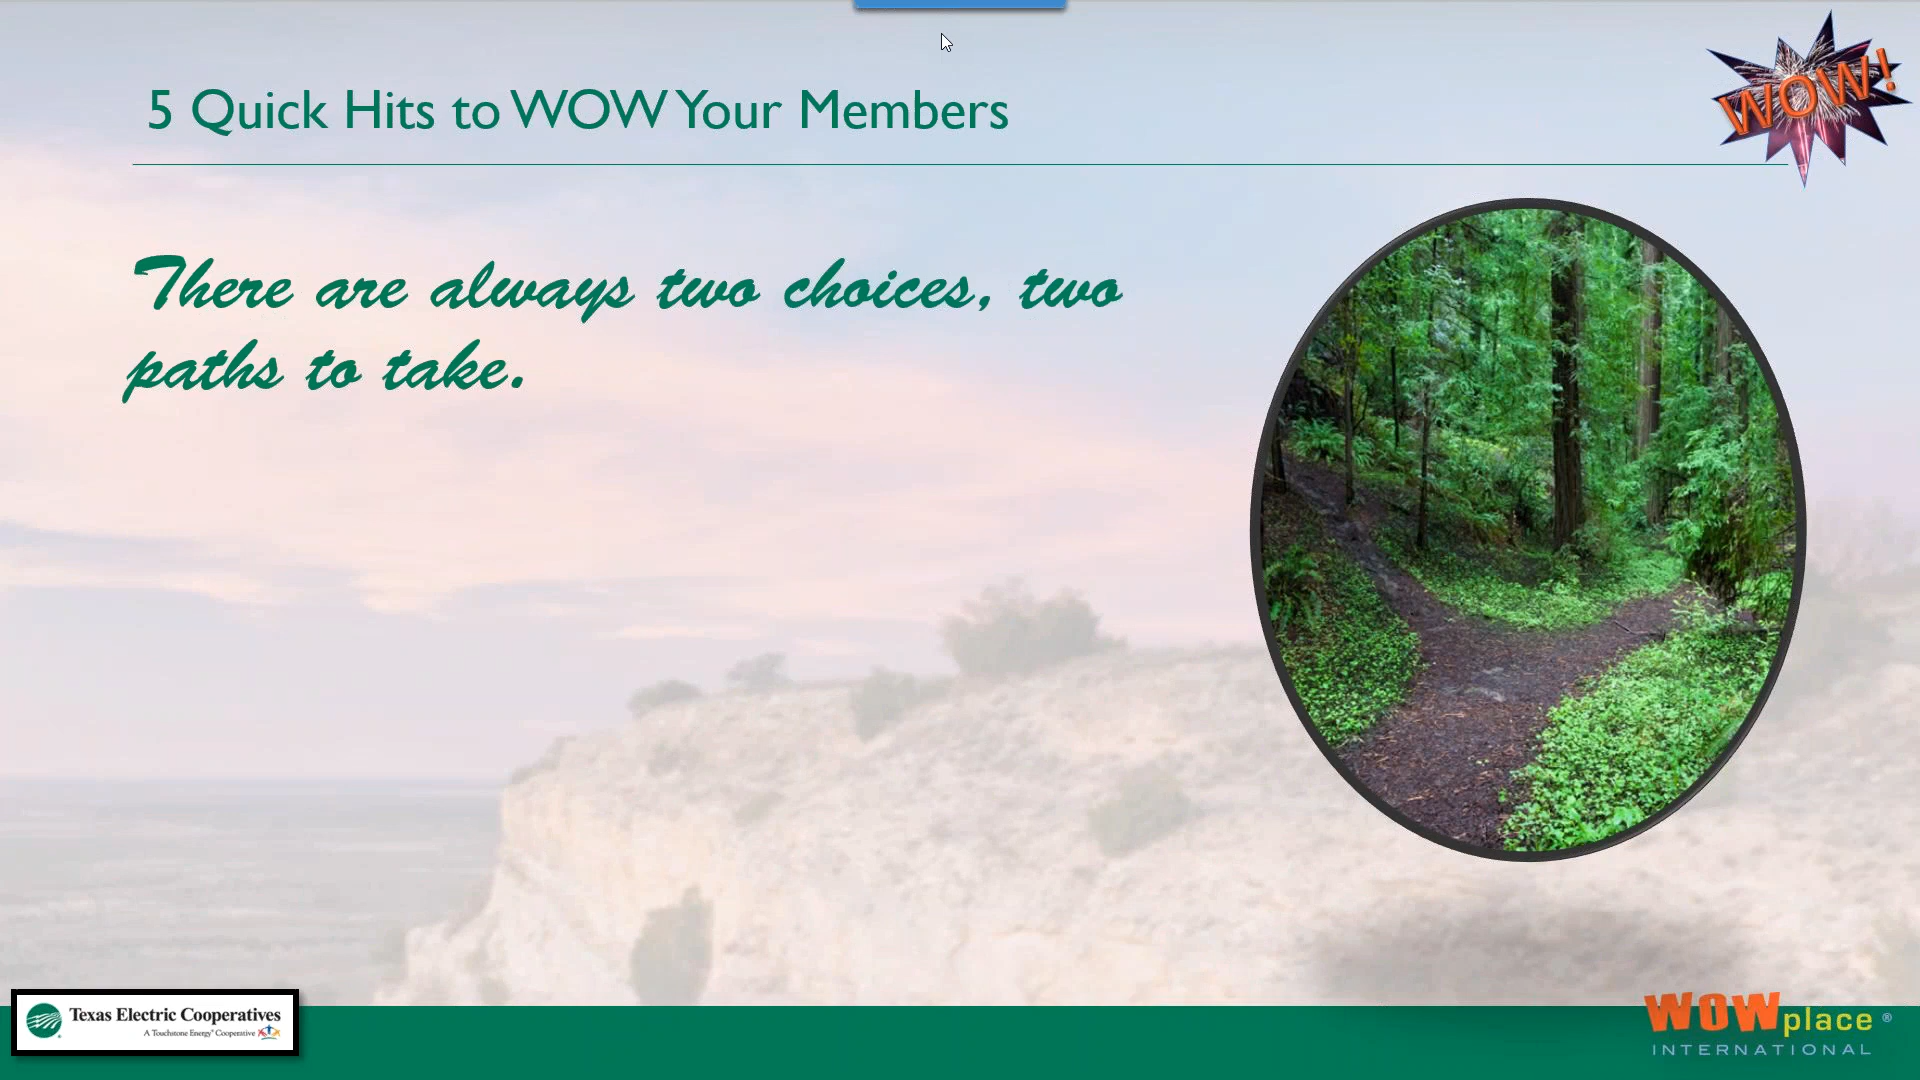 5 Quick Hits to WOW Your Members
WOW!
There are always two choices, two
paths to take.
Texas Electric Cooperatives
A Touchstone Energy® Cooperative
WOWplace ®
INTERNATIONAL